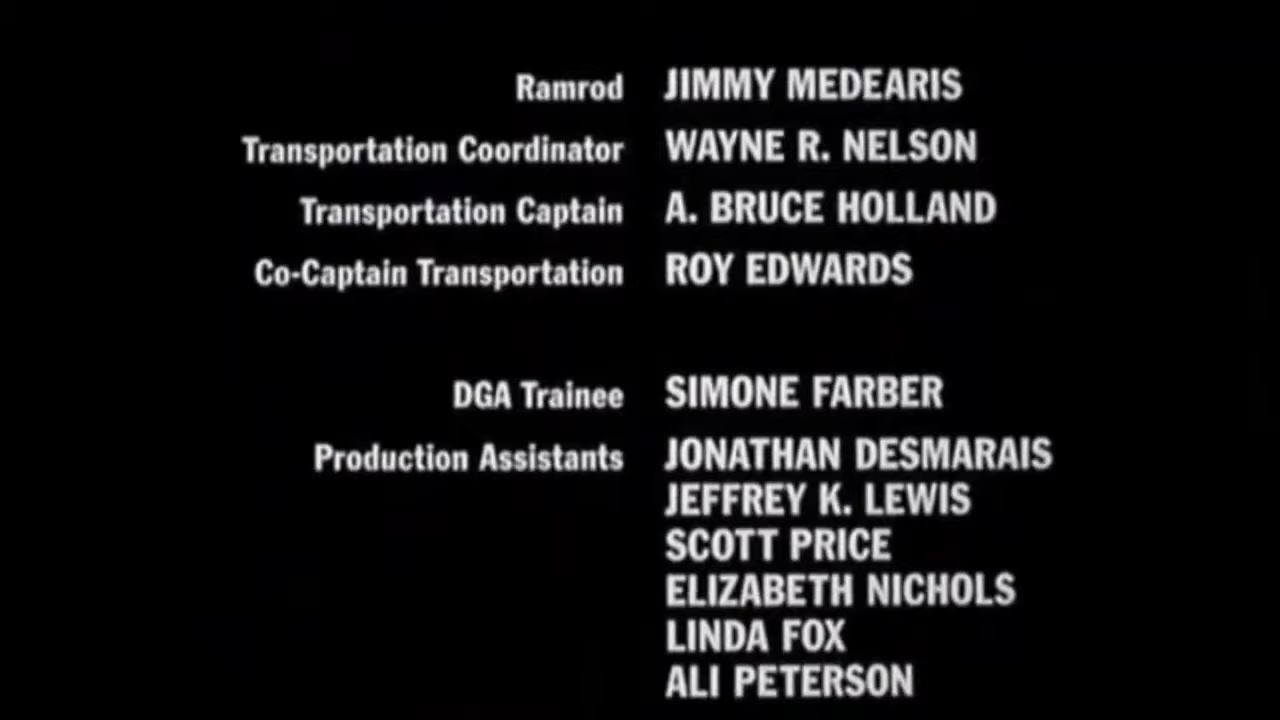 Ramrod JIMMY MEDEARIS
Transportation Coordinator WAYNE R. NELSON
Transportation Captain A. BRUCE HOLLAND
Co-Captain Transportation ROY EDWARDS
DGA Trainee SIMONE FARBER
Production Assistants JONATHAN DESMARAIS
JEFFREY K. LEWIS
SCOTT PRICE
ELIZABETH NICHOLS
LINDA FOX
ALI PETERSON